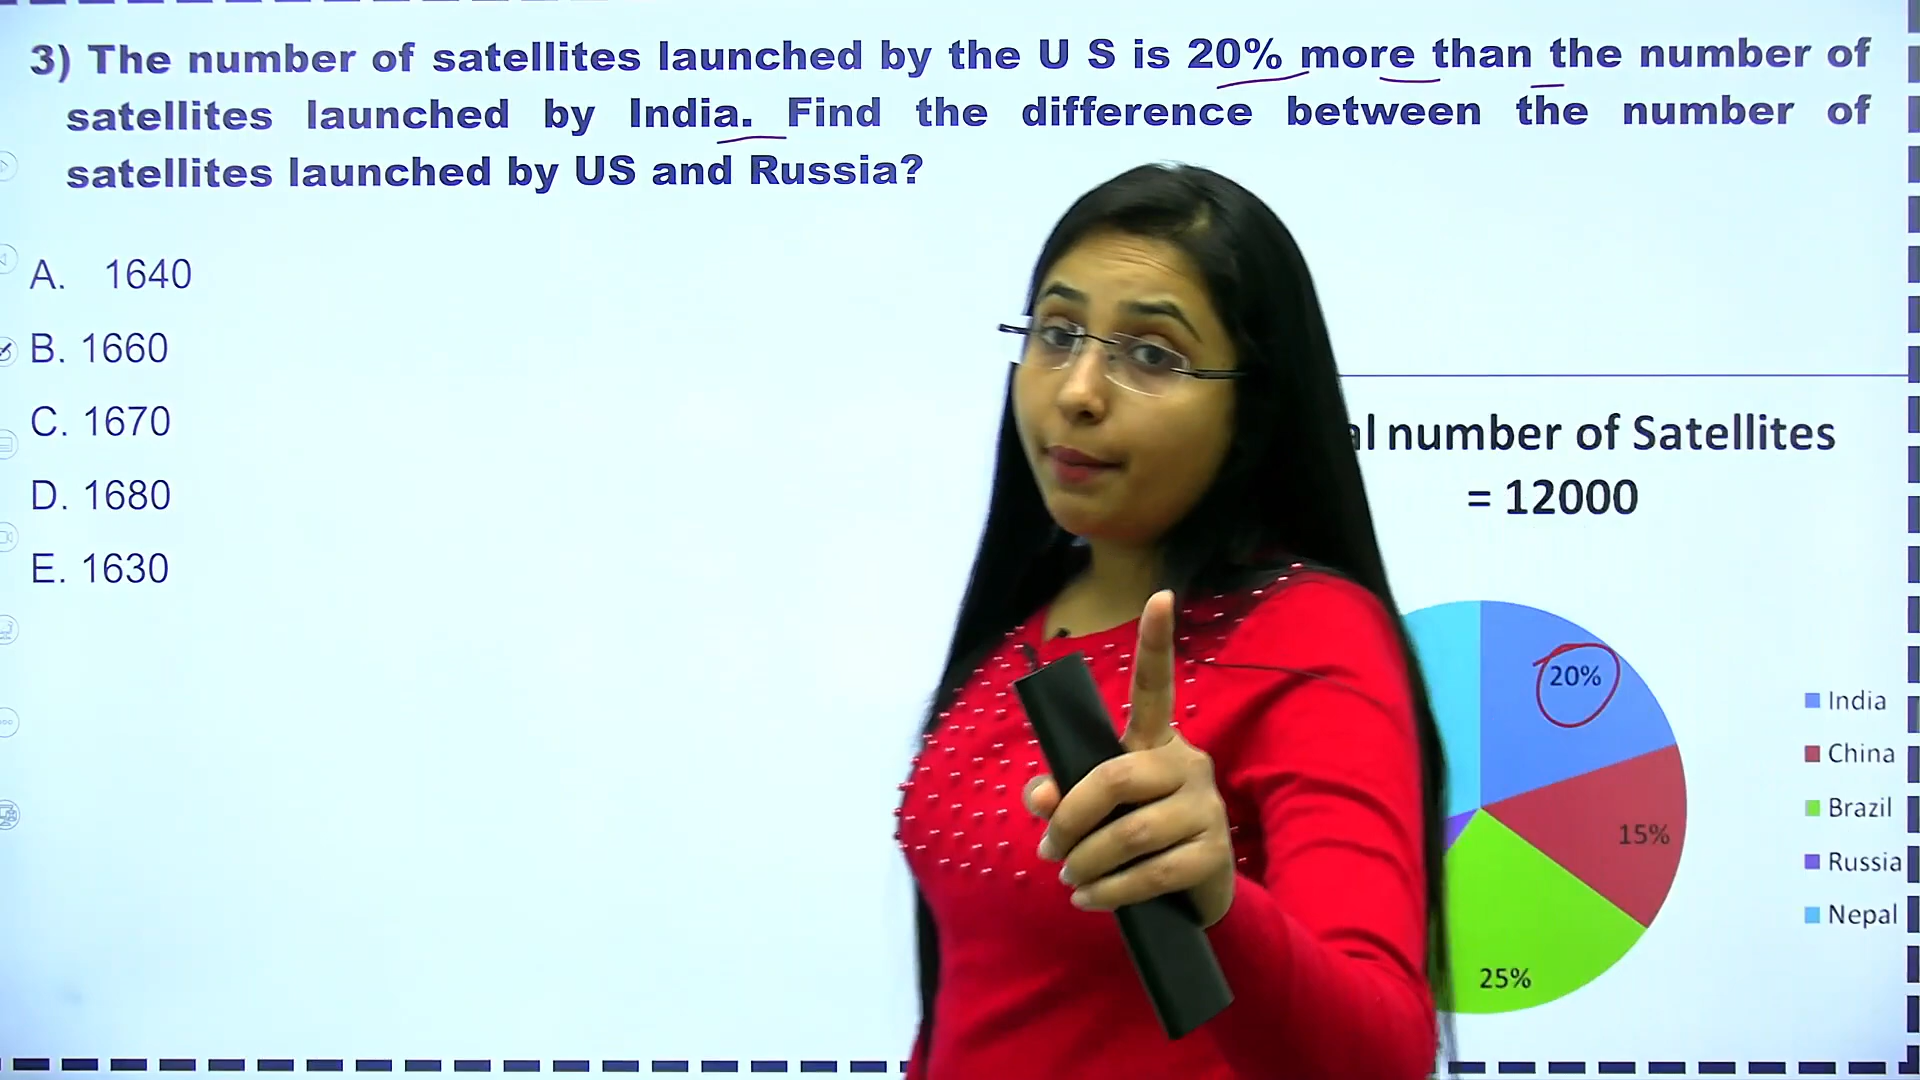 3) The number of satellites launched by the U S is 20% more than the number of
satellites launched by India. Find the difference between the number of
satellites launched by US and Russia?
A. 1640
B. 1660
C. 1670
D. 1680
E. 1630
al number of Satellites
= 12000
20%
15%
25%
India
China
Brazil
Russia
Nepal